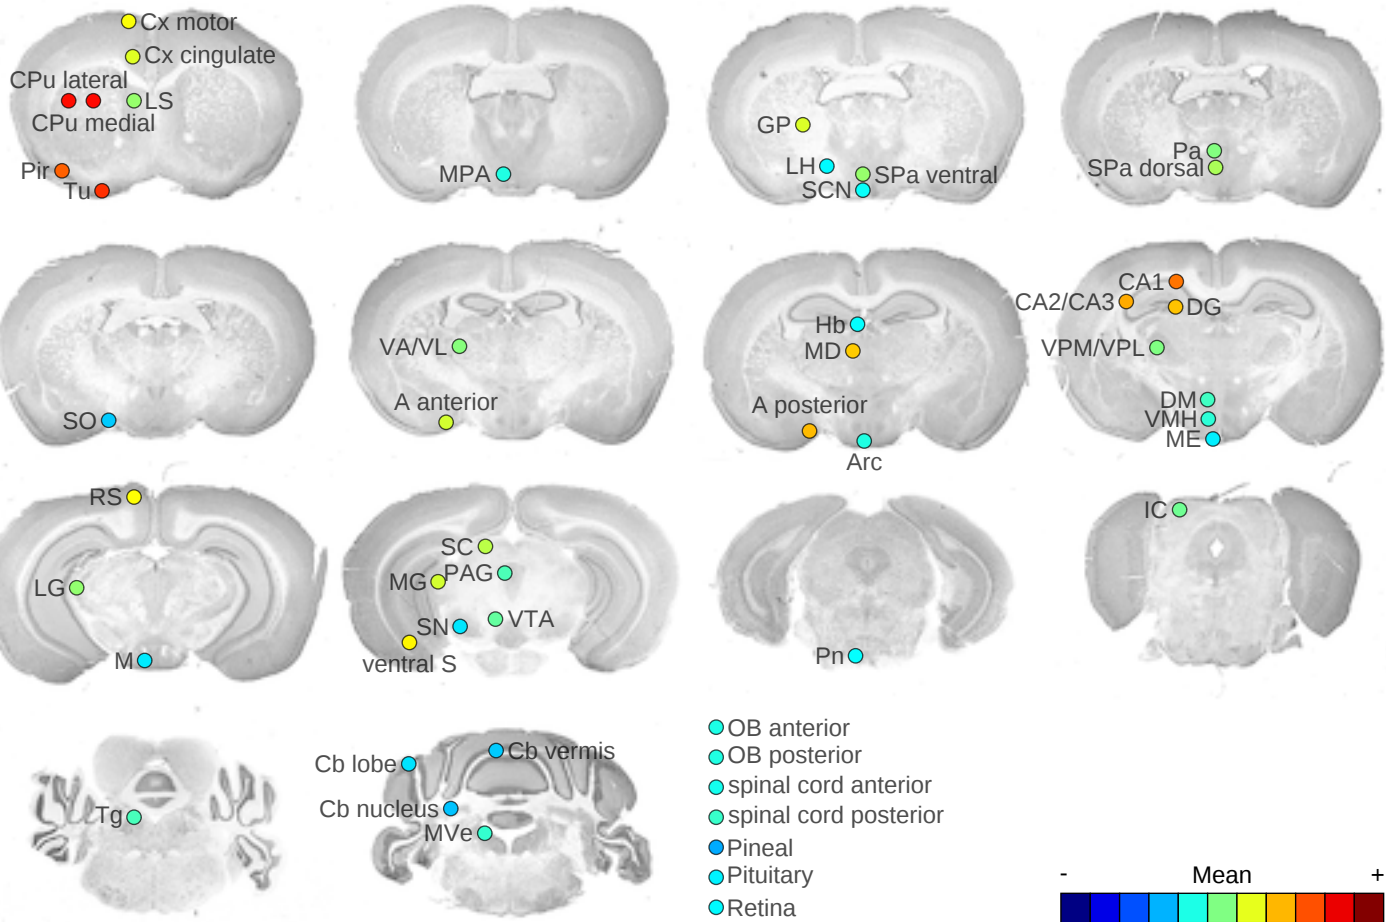 Cx motor
Cx cingulate
CPu lateral
LS
CPu medial
Pir
Tu
MPA
GP
LH
SPa ventral
SCN
Pa
SPa dorsal
SO
VA/VL
A anterior
Hb
MD
A posterior
Arc
CA1
CA2/CA3
DG
VPM/VPL
DM
VMH
ME
RS
LG
M
SC
MG
PAG
SN
VTA
ventral S
Pn
IC
Tg
Cb lobe
Cb vermis
Cb nucleus
MVe
OB anterior
OB posterior
spinal cord anterior
spinal cord posterior
Pineal
Pituitary
Retina
- Mean +